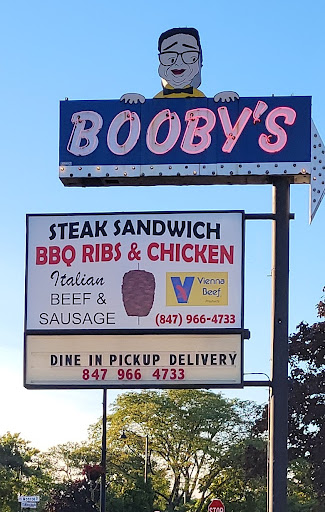 BOOBY'S
STEAK SANDWICH
BBQ RIBS & CHICKEN
Italian
BEEF &
SAUSAGE
V
Vienna
Beef
(847) 966-4733
DINE IN PICKUP DELIVERY
847 966 4733
STOP